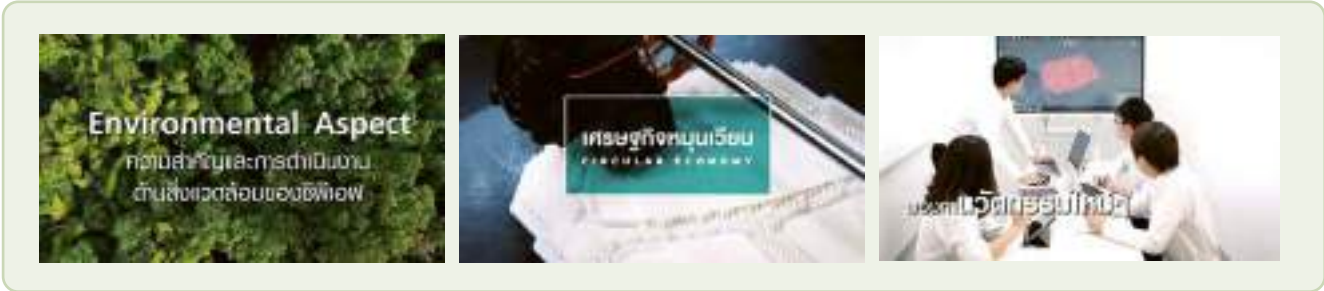 Environmental Aspect
ความสำคัญและการดำเนินงาน
ด้านสิ่งแวดล้อมของซีพีเอฟ
เศรษฐกิจหมุนเวียน
CIRCULAR ECONOMY
นวัตกรรมใหม่ๆ